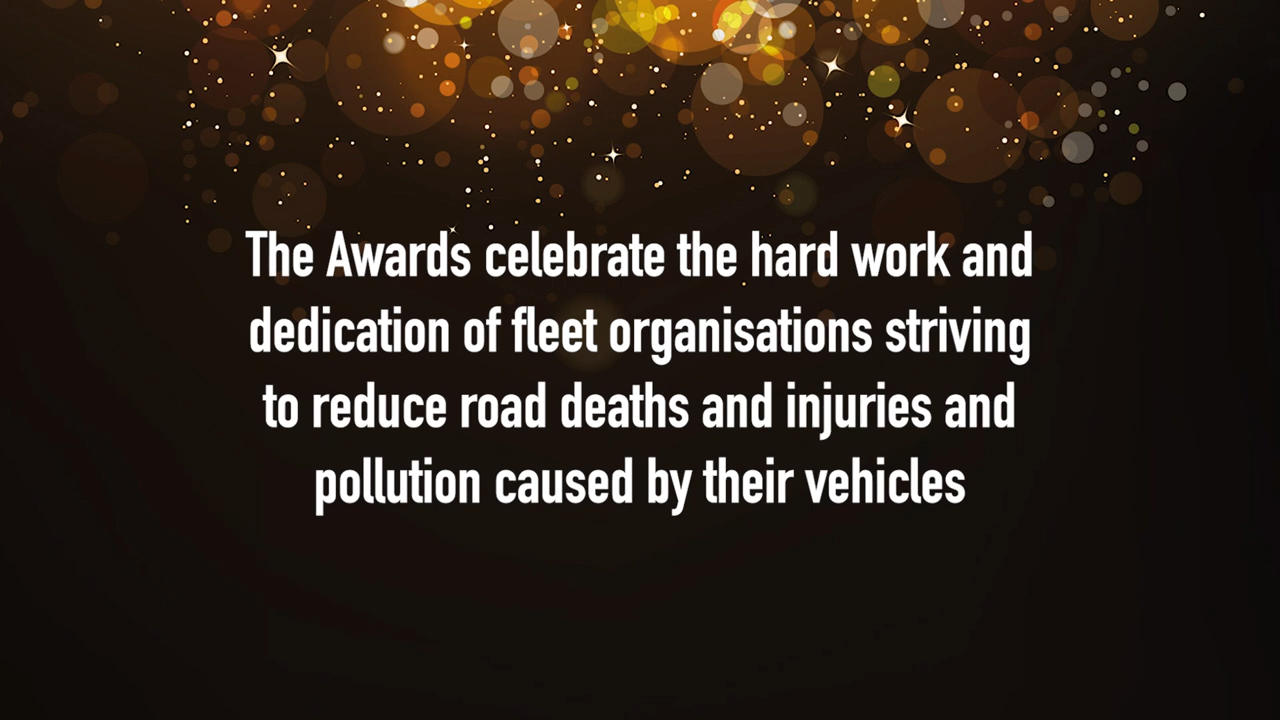 The Awards celebrate the hard work and
dedication of fleet organisations striving
to reduce road deaths and injuries and
pollution caused by their vehicles